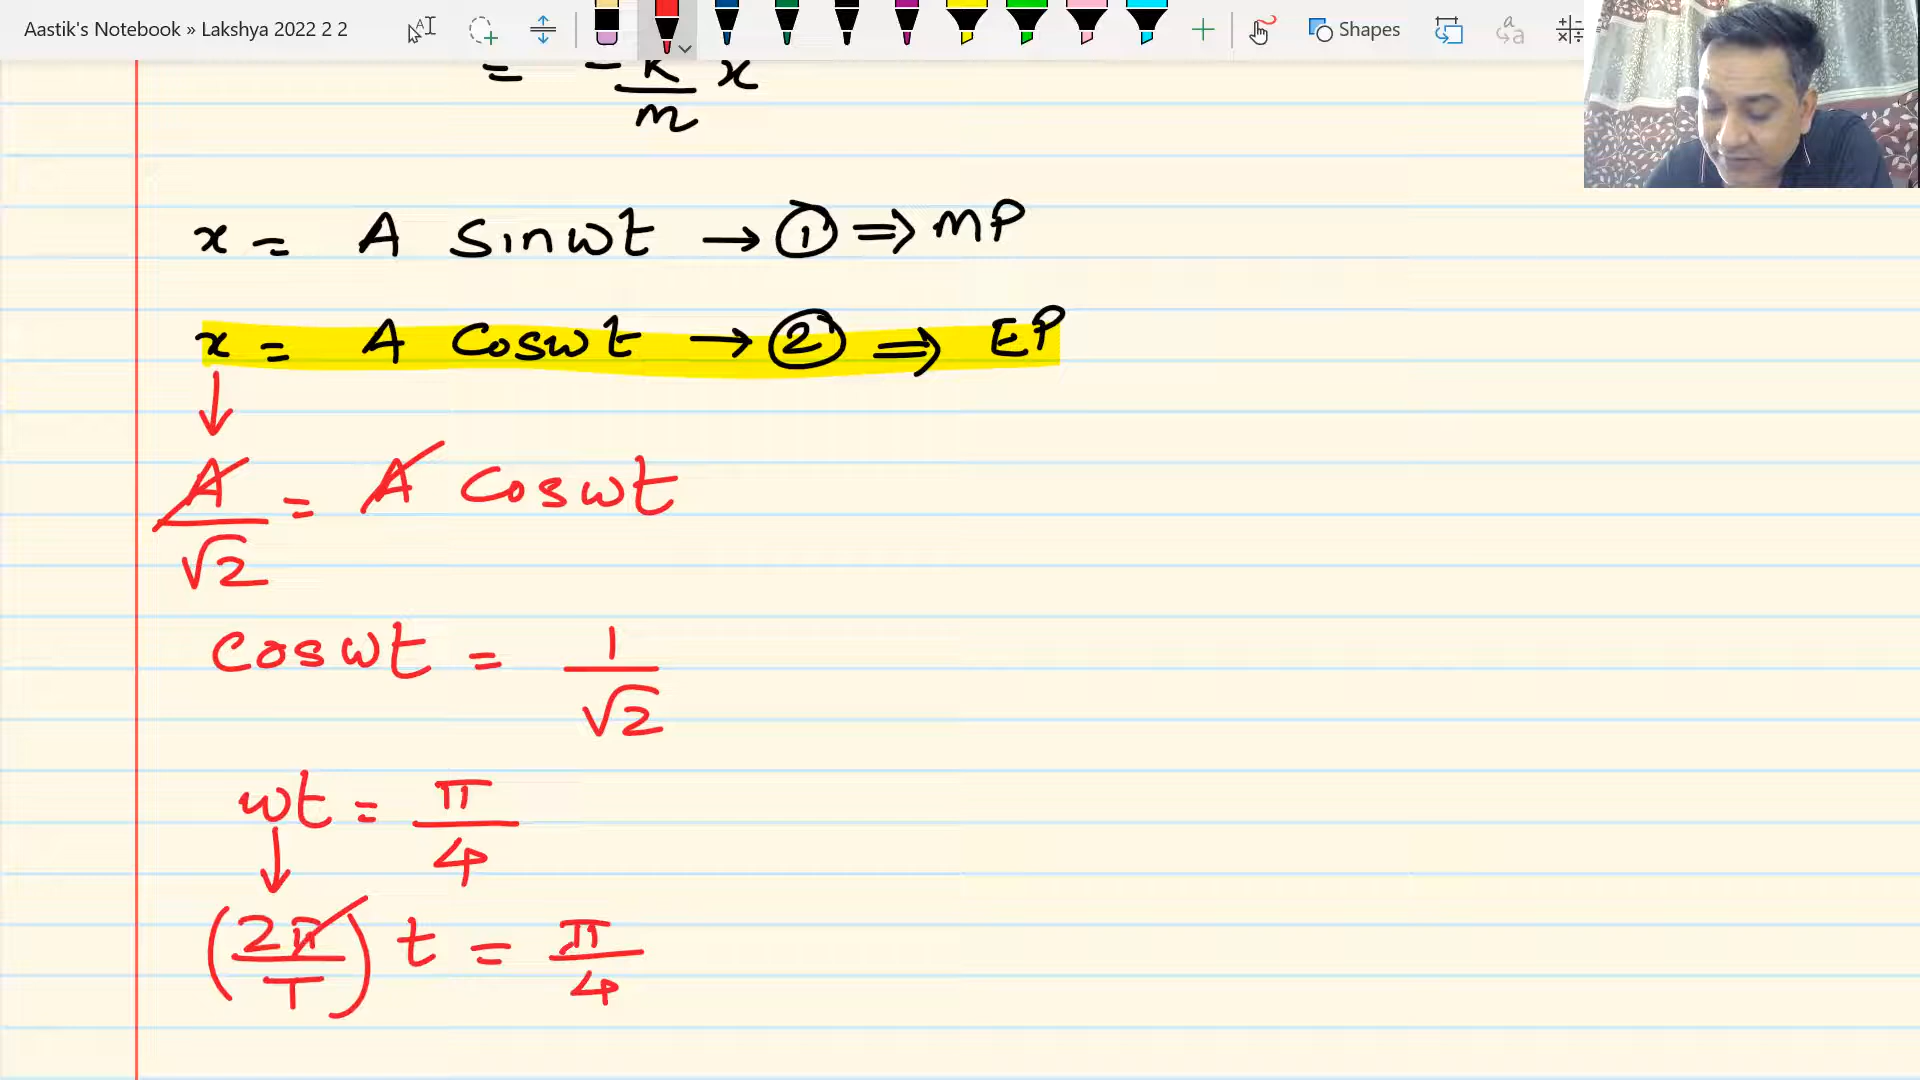 Aastik's Notebook » Lakshya 2022 2 2
Shapes
= - k/m x
x = A sinωt → ① ⇒ MP
x = A Cosωt → ② ⇒ EP
↓
A/√2 = A Cosωt
Cosωt = 1/√2
ωt = π/4
↓
(2π/T) t = π/4